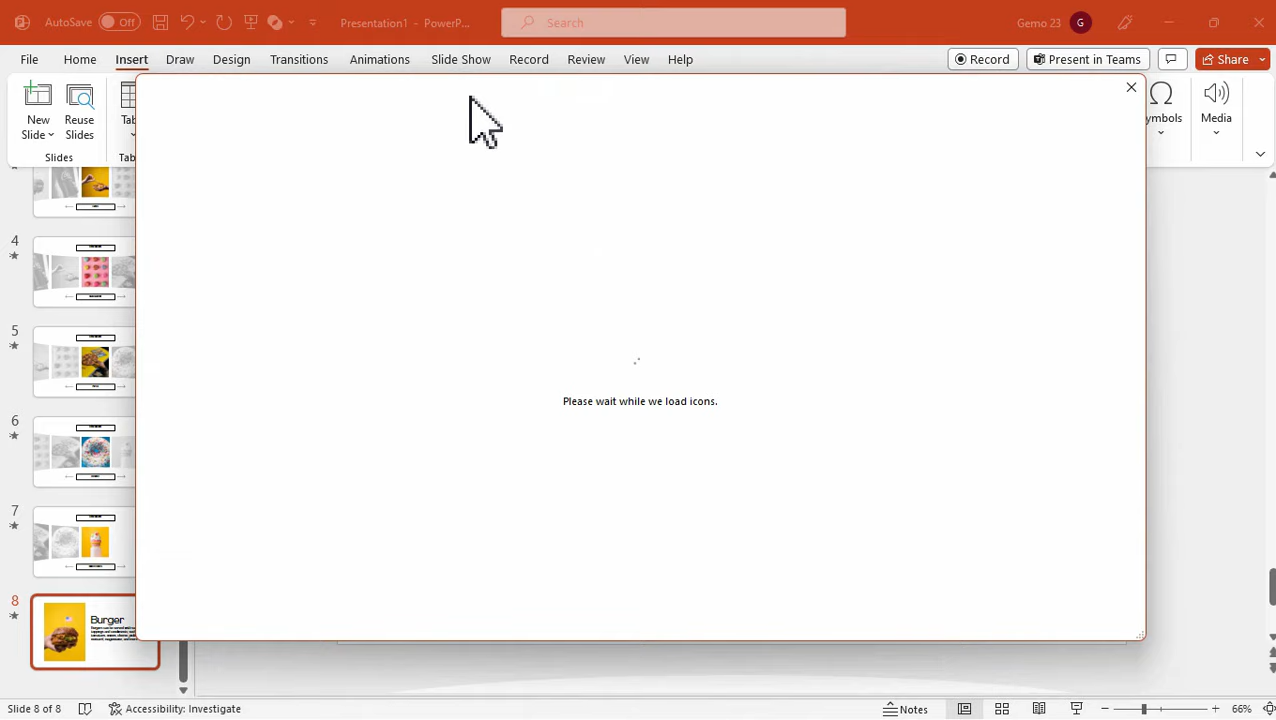 AutoSave Off Presentation1 - PowerP... Search Gemo 23 G
File Home Insert Draw Design Transitions Animations Slide Show Record Review View Help Record Present in Teams Share
New Slide
Reuse Slides
Tab
ymbols
Media
Slides
Tab
4
5
6
7
8
Burger
Please wait while we load icons.
Slide 8 of 8 Accessibility: Investigate Notes 66%